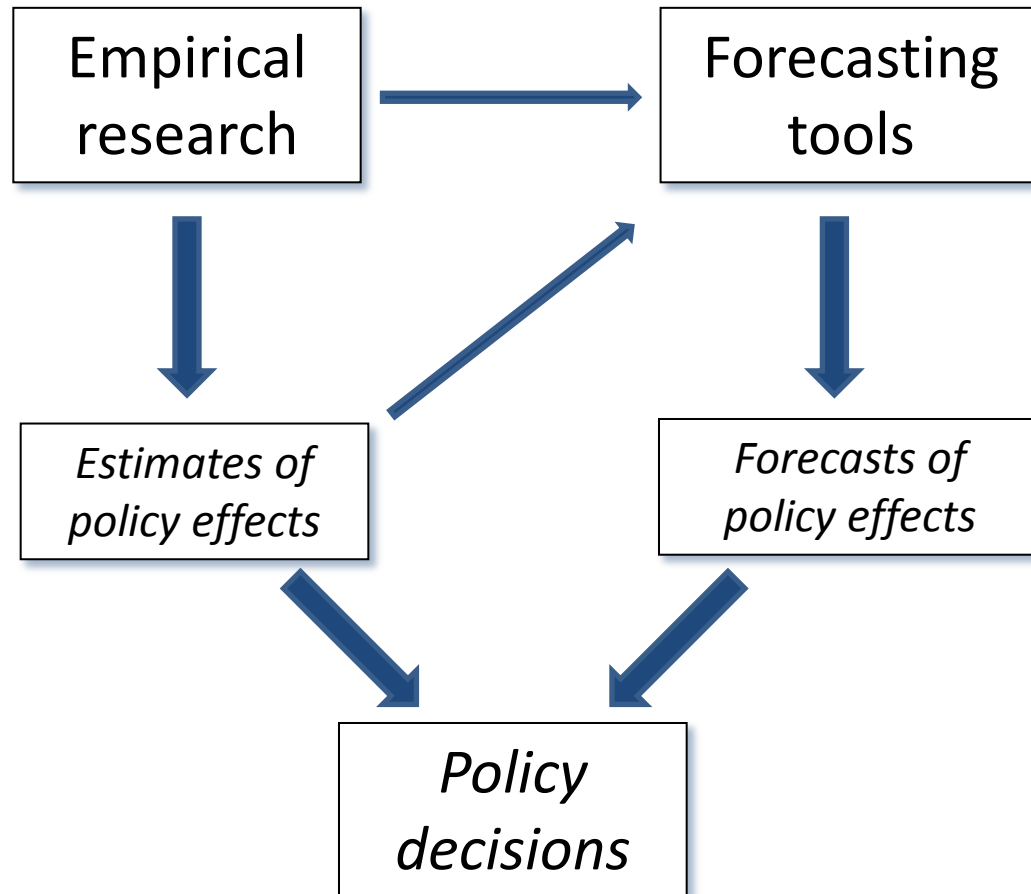 Empirical
research
Forecasting
tools
Estimates of
policy effects
Forecasts of
policy effects
Policy
decisions